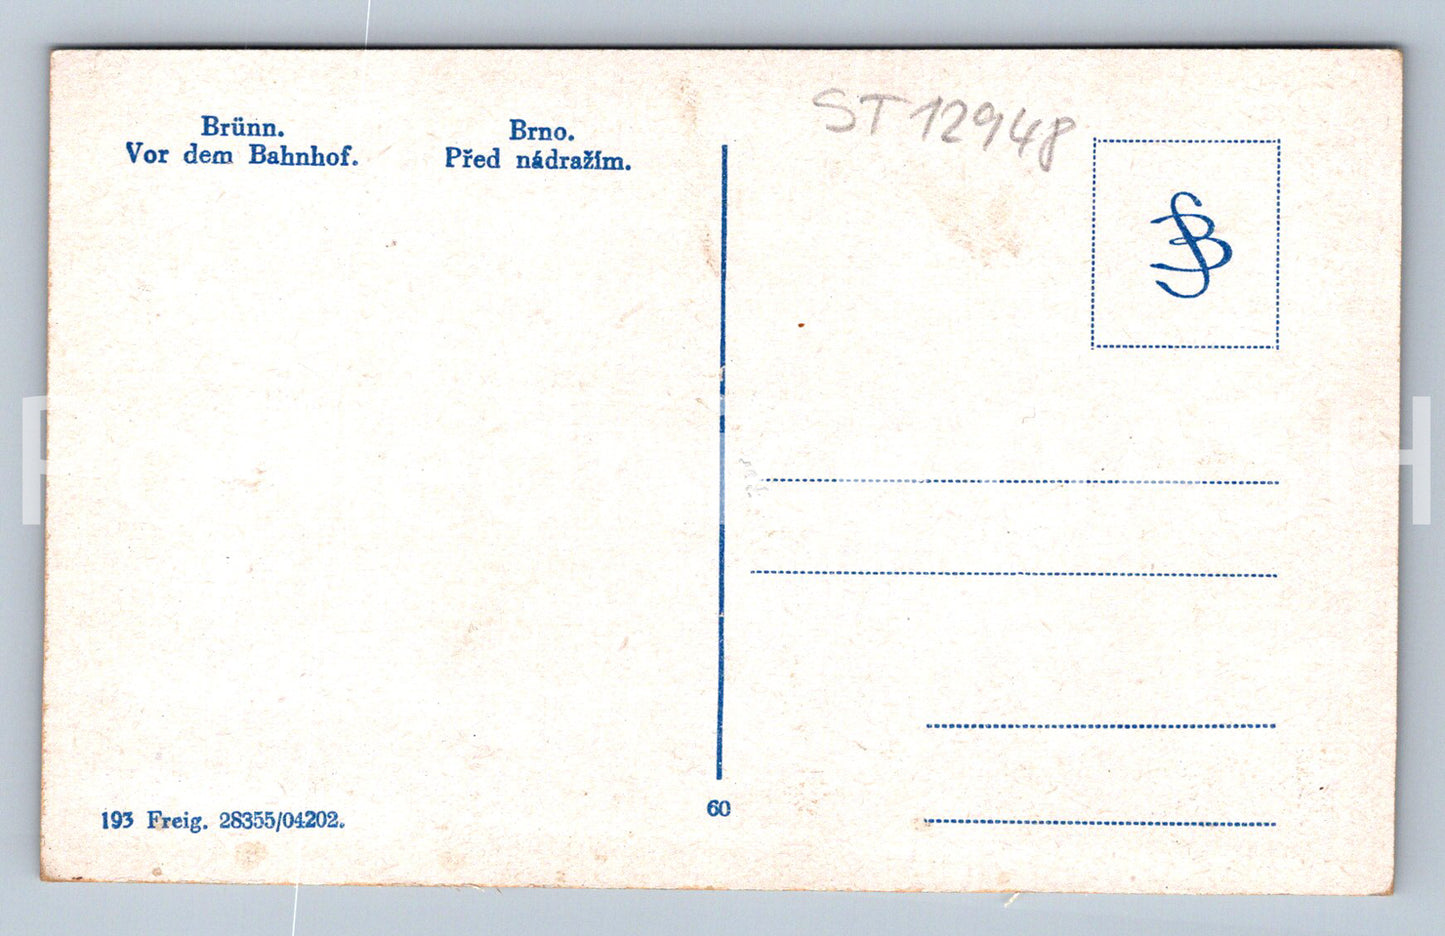 Brünn.
Vor dem Bahnhof.
Brno.
Před nádražím.
ST 12948
193 Freig. 28355/04202.
60